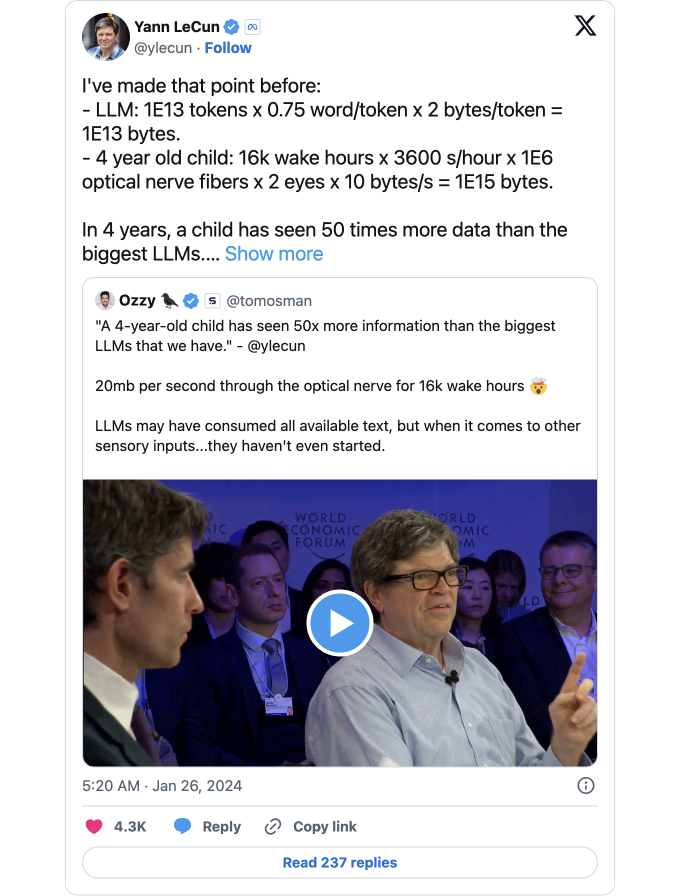 Yann LeCun
@ylecun · Follow
I've made that point before:
- LLM: 1E13 tokens x 0.75 word/token x 2 bytes/token =
1E13 bytes.
- 4 year old child: 16k wake hours x 3600 s/hour x 1E6
optical nerve fibers x 2 eyes x 10 bytes/s = 1E15 bytes.
In 4 years, a child has seen 50 times more data than the
biggest LLMs.... Show more
Ozzy 🐦‍⬛ S @tomosman
"A 4-year-old child has seen 50x more information than the biggest
LLMs that we have." - @ylecun
20mb per second through the optical nerve for 16k wake hours 🤯
LLMs may have consumed all available text, but when it comes to other
sensory inputs...they haven't even started.
WORLD
ECONOMIC
FORUM
IC
ORLD
OMIC
M
LD
5:20 AM · Jan 26, 2024
4.3K
Reply
Copy link
Read 237 replies